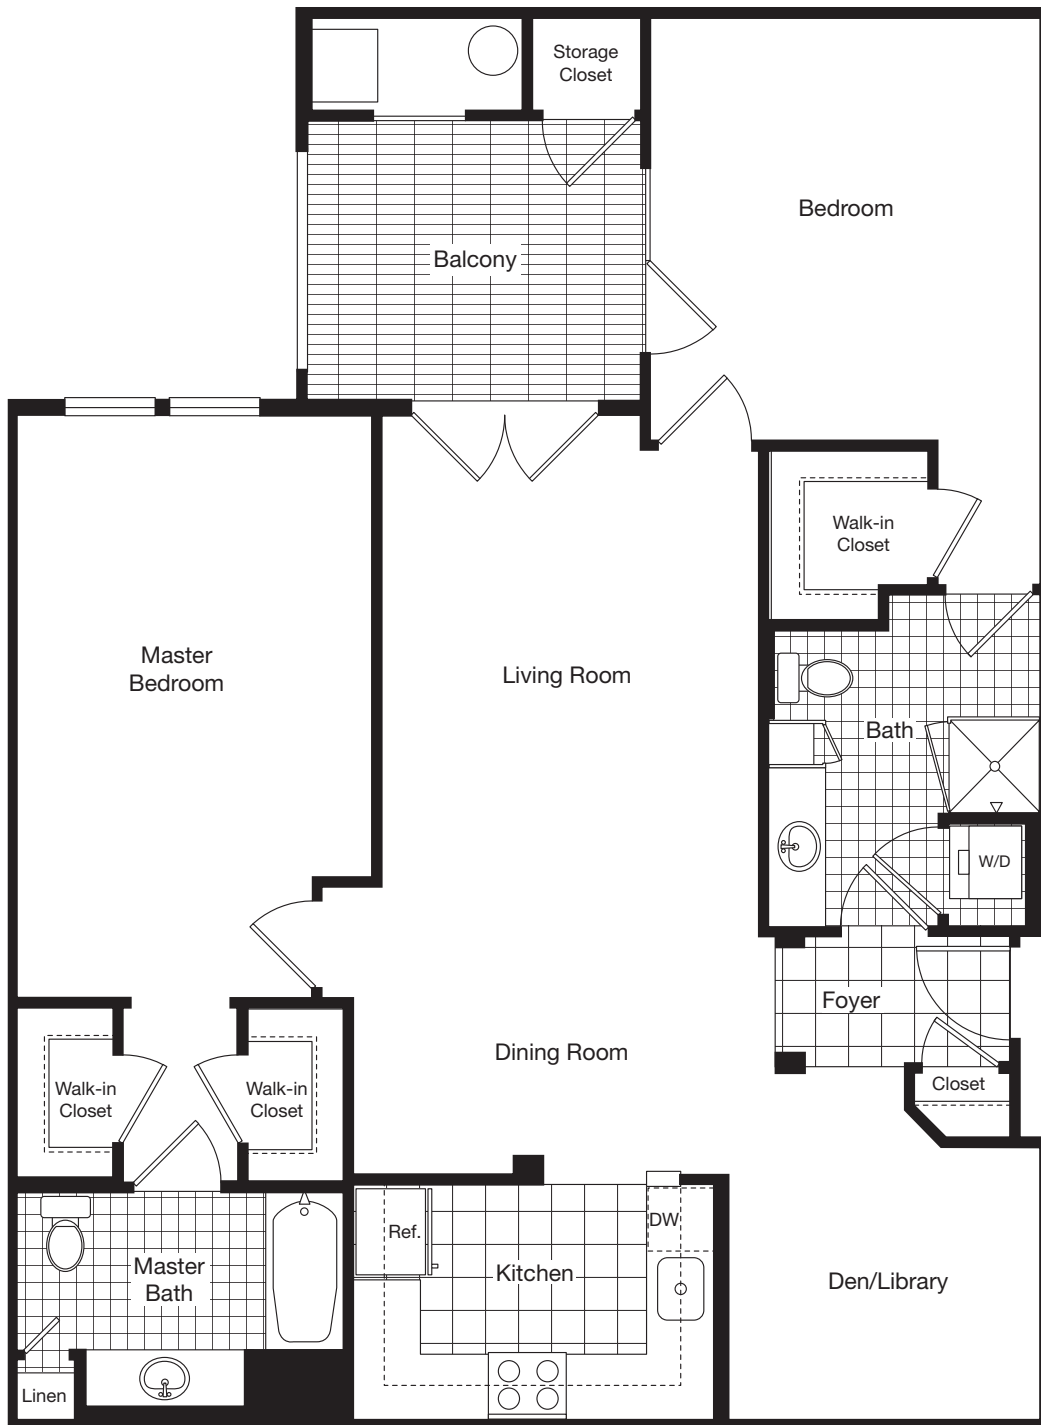 Storage
Closet
Bedroom
Balcony
Walk-in
Closet
Master
Bedroom
Living Room
Bath
W/D
Foyer
Dining Room
Closet
Walk-in
Closet
Walk-in
Closet
DW
Ref.
Master
Bath
Kitchen
Den/Library
Linen